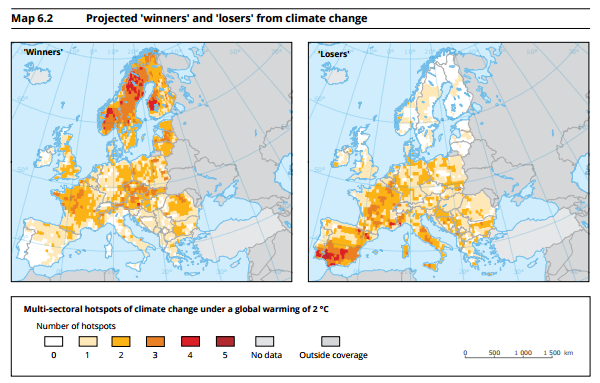 Map 6.2 Projected 'winners' and 'losers' from climate change
'Winners' 'Losers'
Multi-sectoral hotspots of climate change under a global warming of 2 °C
Number of hotspots
0 1 2 3 4 5 No data Outside coverage
0 500 1 000 1 500 km